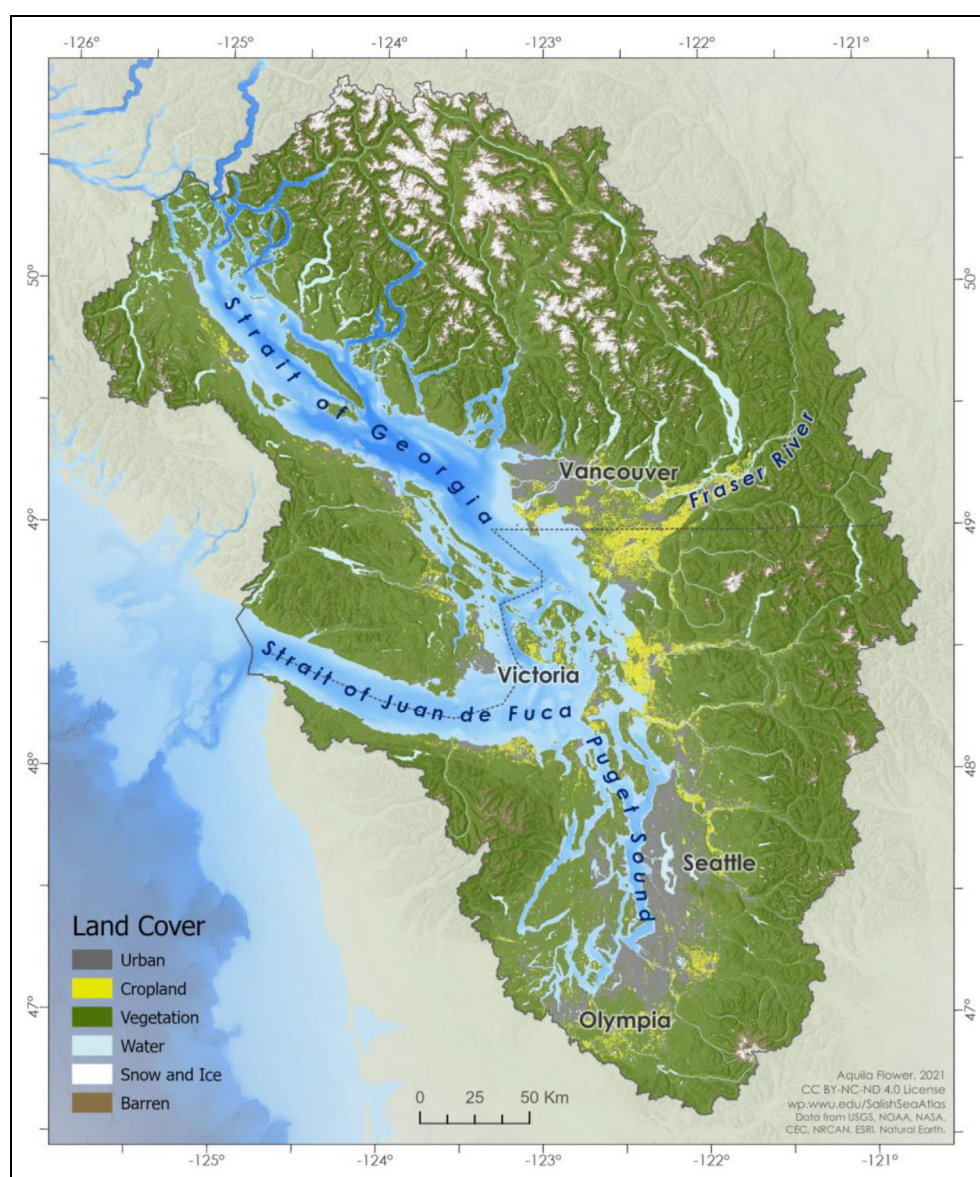 -126°
-125°
-124°
-123°
-122°
-121°
50°
50°
Strait of Georgia
Vancouver
Fraser River
49°
49°
Strait of Juan de Fuca
Victoria
48°
48°
Puget Sound
Seattle
Land Cover
Urban
Cropland
Vegetation
Water
Snow and Ice
Barren
47°
47°
Olympia
0 25 50 Km
Aquila Flower, 2021
CC BY-NC-ND 4.0 License
wp.wwu.edu/SalishSeaAtlas
Data from USGS, NOAA, NASA,
CEC, NRCAN, ESRI, Natural Earth.
-125°
-124°
-123°
-122°
-121°